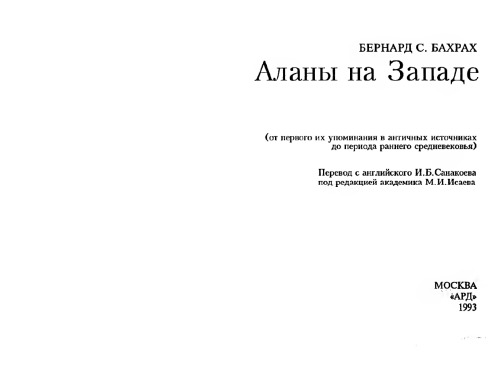 БЕРНАРД С. БАХРАХ
Аланы на Западе
(от первого их упоминания в античных источниках
до периода раннего средневековья)
Перевод с английского И.Б.Санакоева
под редакцией академика М.И.Исаева
МОСКВА
«АРД»
1993